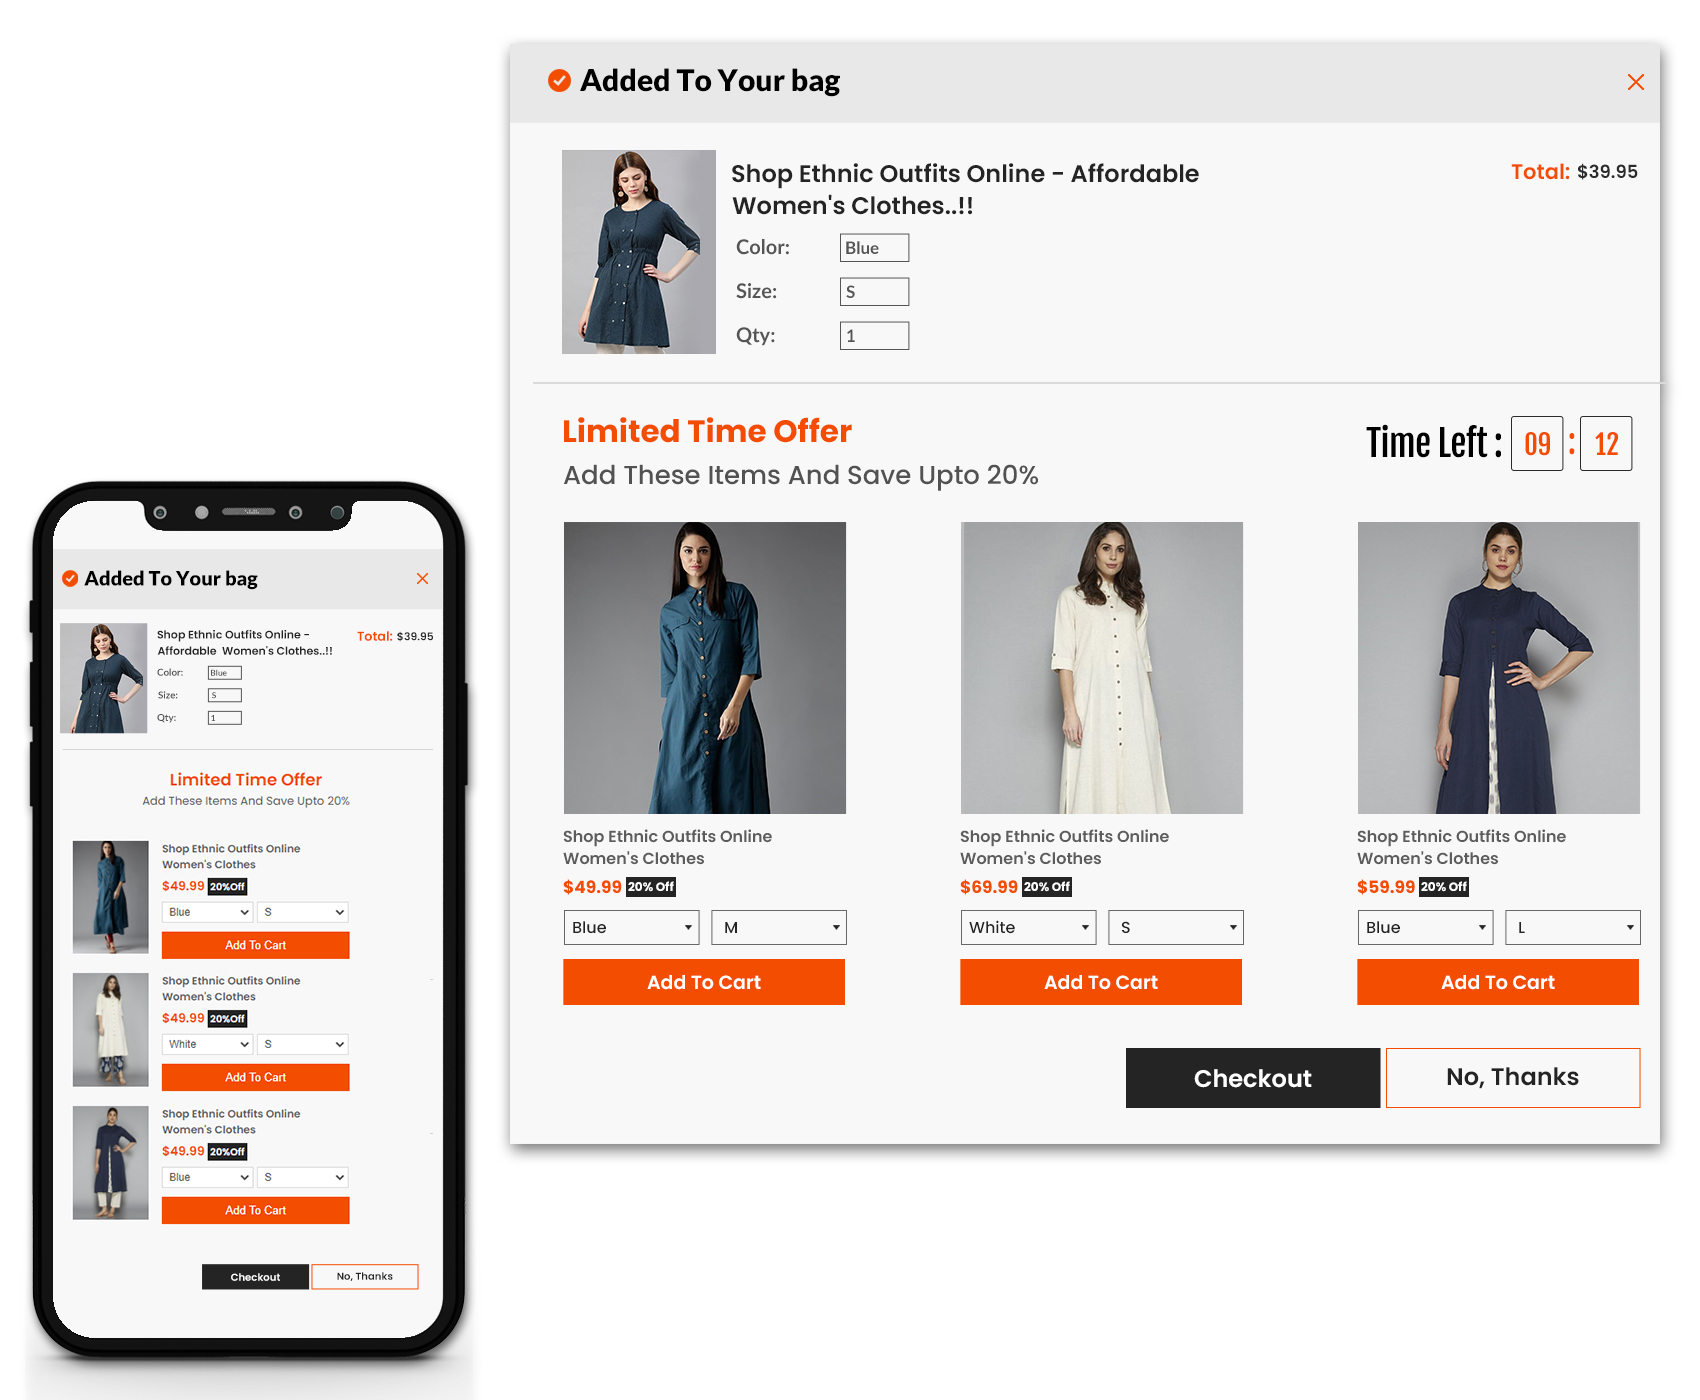 Added To Your bag
Shop Ethnic Outfits Online - Affordable
Women's Clothes..!!
Total: $39.95
Color: Blue
Size: S
Qty: 1
Limited Time Offer
Add These Items And Save Upto 20%
Time Left : 09 : 12
Shop Ethnic Outfits Online
Women's Clothes
$49.99 20% Off
Blue M
Add To Cart
Shop Ethnic Outfits Online
Women's Clothes
$69.99 20% Off
White S
Add To Cart
Shop Ethnic Outfits Online
Women's Clothes
$59.99 20% Off
Blue L
Add To Cart
Checkout
No, Thanks
Added To Your bag
Shop Ethnic Outfits Online -
Affordable Women's Clothes..!!
Total: $39.95
Color: Blue
Size: S
Qty: 1
Limited Time Offer
Add These Items And Save Upto 20%
Shop Ethnic Outfits Online
Women's Clothes
$49.99 20%Off
Blue S
Add To Cart
Shop Ethnic Outfits Online
Women's Clothes
$49.99 20%Off
White S
Add To Cart
Shop Ethnic Outfits Online
Women's Clothes
$49.99 20%Off
Blue S
Add To Cart
Checkout
No, Thanks